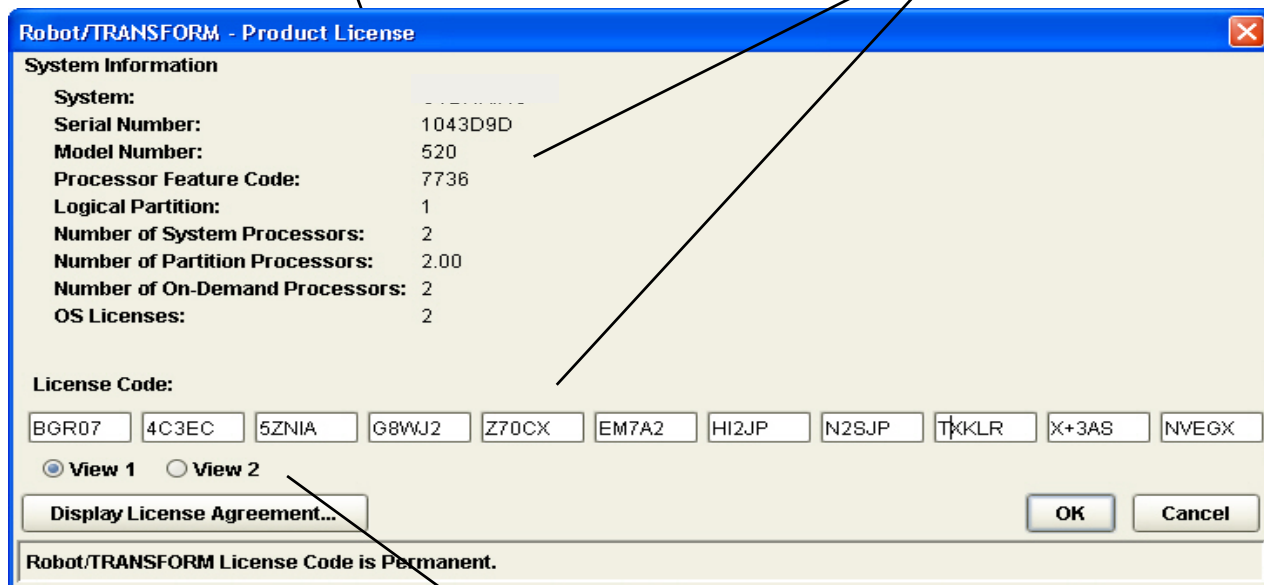 Robot/TRANSFORM - Product License
System Information
System:
Serial Number: 1043D9D
Model Number: 520
Processor Feature Code: 7736
Logical Partition: 1
Number of System Processors: 2
Number of Partition Processors: 2.00
Number of On-Demand Processors: 2
OS Licenses: 2
License Code:
BGR07 4C3EC 5ZNIA G8WJ2 Z70CX EM7A2 HI2JP N2SJP TXKLR X+3AS NVEGX
View 1 View 2
Display License Agreement... OK Cancel
Robot/TRANSFORM License Code is Permanent.